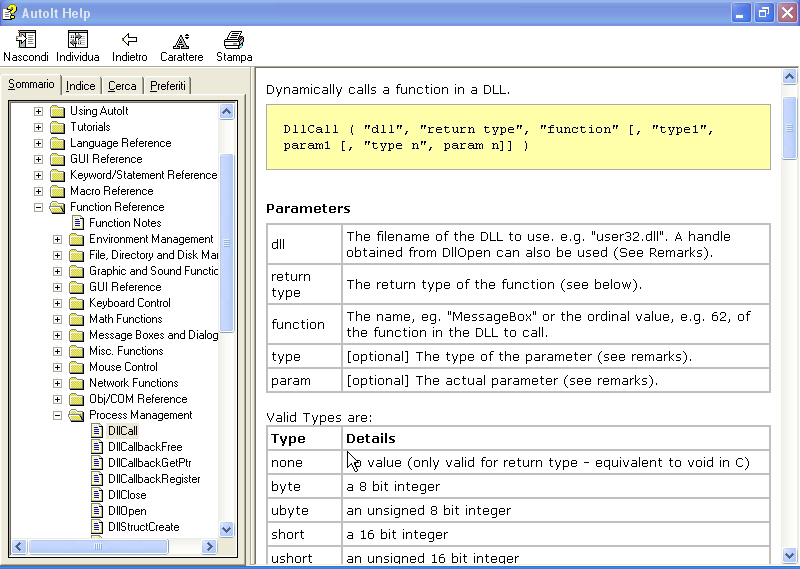 AutoIt Help
Nascondi Individua Indietro Carattere Stampa
Sommario Indice Cerca Preferiti
Using AutoIt
Tutorials
Language Reference
GUI Reference
Keyword/Statement Reference
Macro Reference
Function Reference
Function Notes
Environment Management
File, Directory and Disk Mar
Graphic and Sound Functic
GUI Reference
Keyboard Control
Math Functions
Message Boxes and Dialog
Misc. Functions
Mouse Control
Network Functions
Obj/COM Reference
Process Management
DllCall
DllCallbackFree
DllCallbackGetPtr
DllCallbackRegister
DllClose
DllOpen
DllStructCreate
Dynamically calls a function in a DLL.
DllCall ( "dll", "return type", "function" [, "type1",
param1 [, "type n", param n]] )
Parameters
dll The filename of the DLL to use. e.g. "user32.dll". A handle
obtained from DllOpen can also be used (See Remarks).
return
type The return type of the function (see below).
function The name, eg. "MessageBox" or the ordinal value, e.g. 62, of
the function in the DLL to call.
type [optional] The type of the parameter (see remarks).
param [optional] The actual parameter (see remarks).
Valid Types are:
Type Details
none value (only valid for return type - equivalent to void in C)
byte a 8 bit integer
ubyte an unsigned 8 bit integer
short a 16 bit integer
ushort an unsigned 16 bit integer